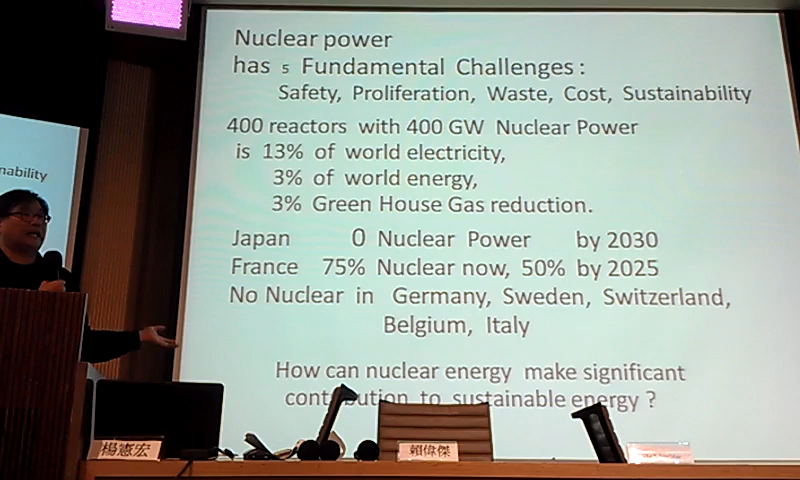 Nuclear power
has 5 Fundamental Challenges:
Safety, Proliferation, Waste, Cost, Sustainability
400 reactors with 400 GW Nuclear Power
is 13% of world electricity,
3% of world energy,
3% Green House Gas reduction.
Japan 0 Nuclear Power by 2030
France 75% Nuclear now, 50% by 2025
No Nuclear in Germany, Sweden, Switzerland,
Belgium, Italy
How can nuclear energy make significant
contribution to sustainable energy ?
nability
楊憲宏
賴偉傑